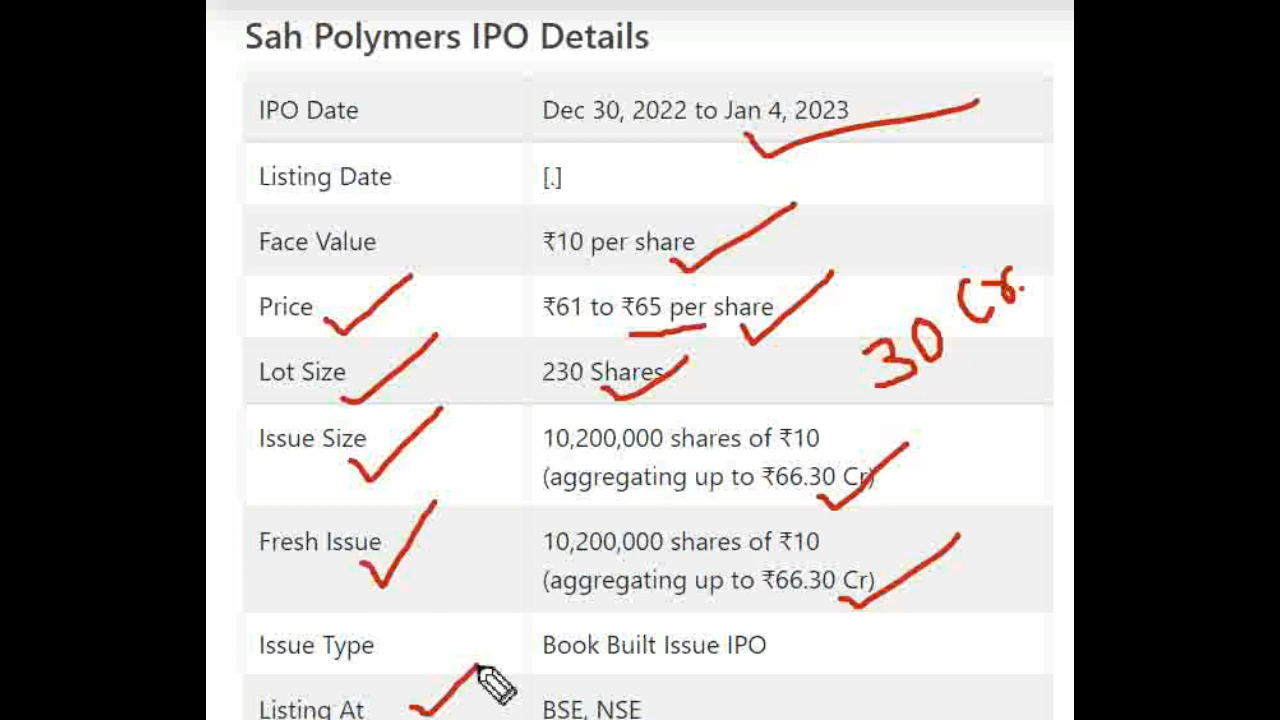 Sah Polymers IPO Details
IPO Date Dec 30, 2022 to Jan 4, 2023
Listing Date [.]
Face Value ₹10 per share
Price ₹61 to ₹65 per share
30 Cr.
Lot Size 230 Shares
Issue Size 10,200,000 shares of ₹10
(aggregating up to ₹66.30 Cr)
Fresh Issue 10,200,000 shares of ₹10
(aggregating up to ₹66.30 Cr)
Issue Type Book Built Issue IPO
Listing At BSE, NSE